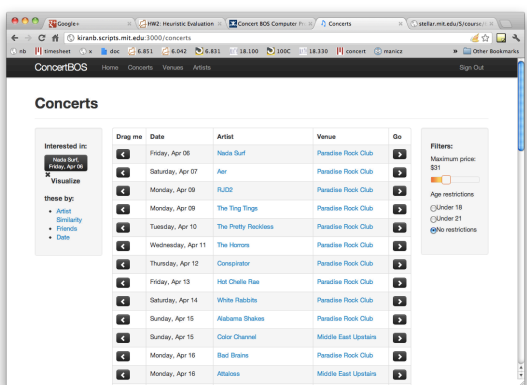 Google+
HW2: Heuristic Evaluation
Concert BOS Computer Pr
Concerts
stellar.mit.edu/S/course/
kiranb.scripts.mit.edu:3000/concerts
nb
timesheet
x
doc
6.851
6.042
6.831
18.100
100C
18.330
concert
manicz
»
Other Bookmarks
ConcertBOS
Home
Concerts
Venues
Artists
Sign Out
Concerts
Interested in:
Nada Surf,
Friday, Apr 06
Visualize
these by:
Artist
Similarity
Friends
Date
Drag me Date Artist Venue Go
Friday, Apr 06 Nada Surf Paradise Rock Club
Saturday, Apr 07 Aer Paradise Rock Club
Monday, Apr 09 RJD2 Paradise Rock Club
Monday, Apr 09 The Ting Tings Paradise Rock Club
Tuesday, Apr 10 The Pretty Reckless Paradise Rock Club
Wednesday, Apr 11 The Horrors Paradise Rock Club
Thursday, Apr 12 Conspirator Paradise Rock Club
Friday, Apr 13 Hot Chelle Rae Paradise Rock Club
Saturday, Apr 14 White Rabbits Paradise Rock Club
Sunday, Apr 15 Alabama Shakes Paradise Rock Club
Sunday, Apr 15 Color Channel Middle East Upstairs
Monday, Apr 16 Bad Brains Paradise Rock Club
Monday, Apr 16 Attaloss Middle East Upstairs
Filters:
Maximum price:
$31
Age restrictions
Under 18
Under 21
No restrictions